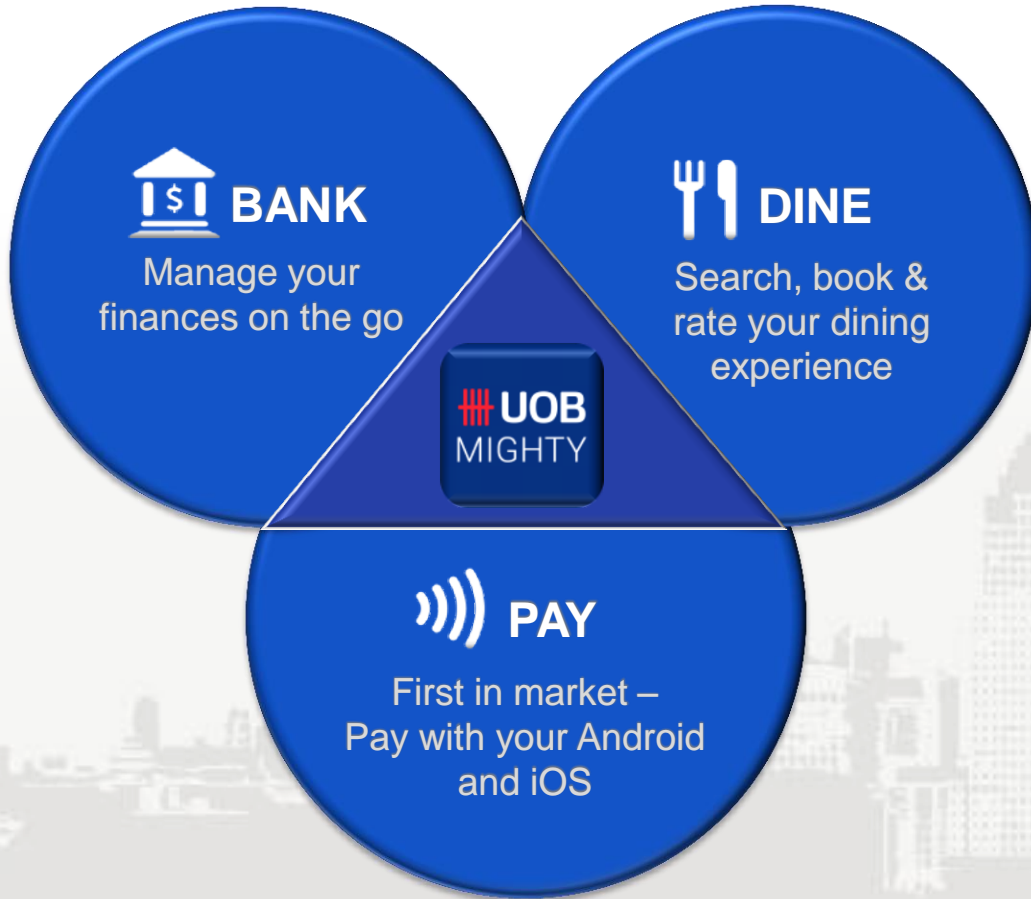 $
BANK
Manage your
finances on the go
DINE
Search, book &
rate your dining
experience
UOB
MIGHTY
PAY
First in market –
Pay with your Android
and iOS